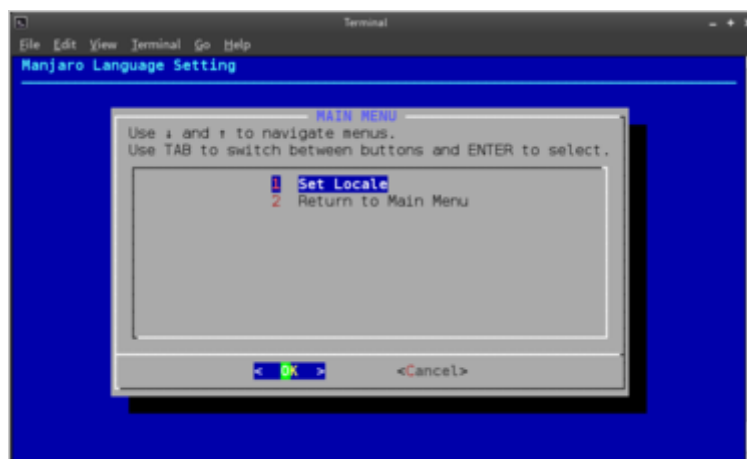 Terminal
File Edit View Terminal Go Help
Manjaro Language Setting
MAIN MENU
Use ↓ and ↑ to navigate menus.
Use TAB to switch between buttons and ENTER to select.
1 Set Locale
2 Return to Main Menu
< OK > <Cancel>